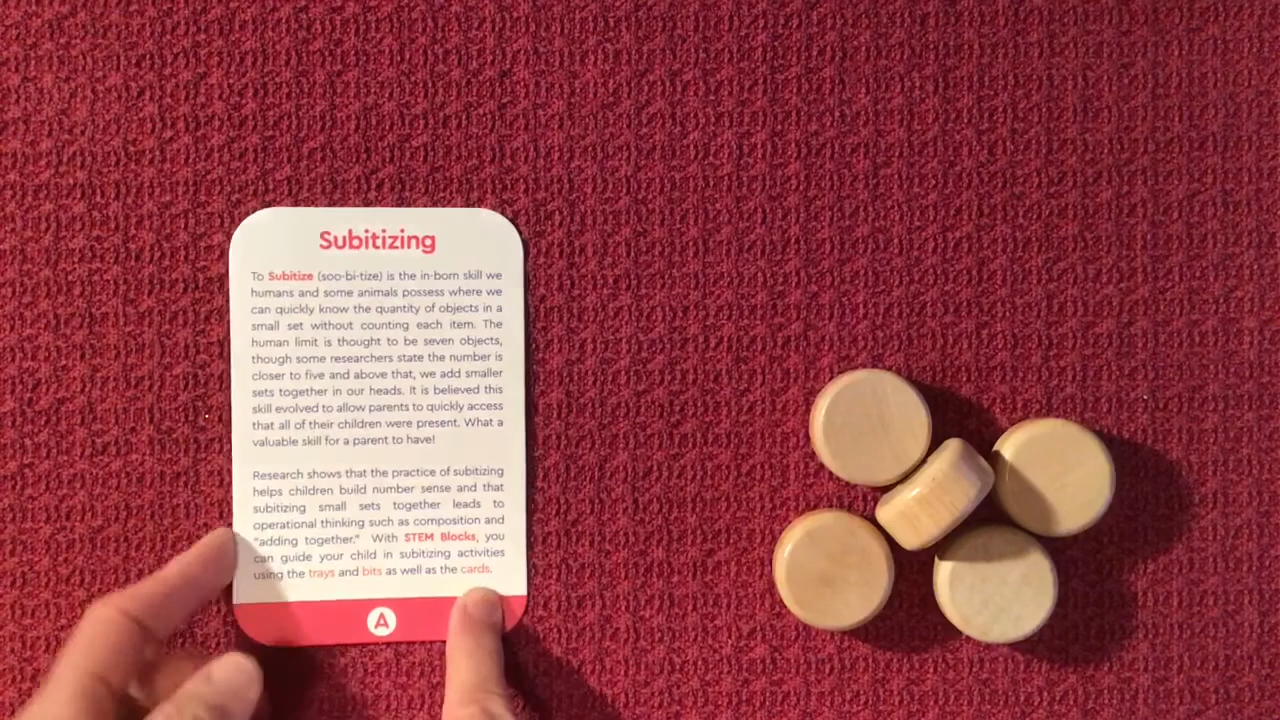 Subitizing
To Subitize (soo-bi-tize) is the in-born skill we
humans and some animals possess where we
can quickly know the quantity of objects in a
small set without counting each item. The
human limit is thought to be seven objects,
though some researchers state the number is
closer to five and above that, we add smaller
sets together in our heads. It is believed this
skill evolved to allow parents to quickly access
that all of their children were present. What a
valuable skill for a parent to have!
Research shows that the practice of subitizing
helps children build number sense and that
subitizing small sets together leads to
operational thinking such as composition and
"adding together." With STEM Blocks, you
can guide your child in subitizing activities
using the trays and bits as well as the cards.
A